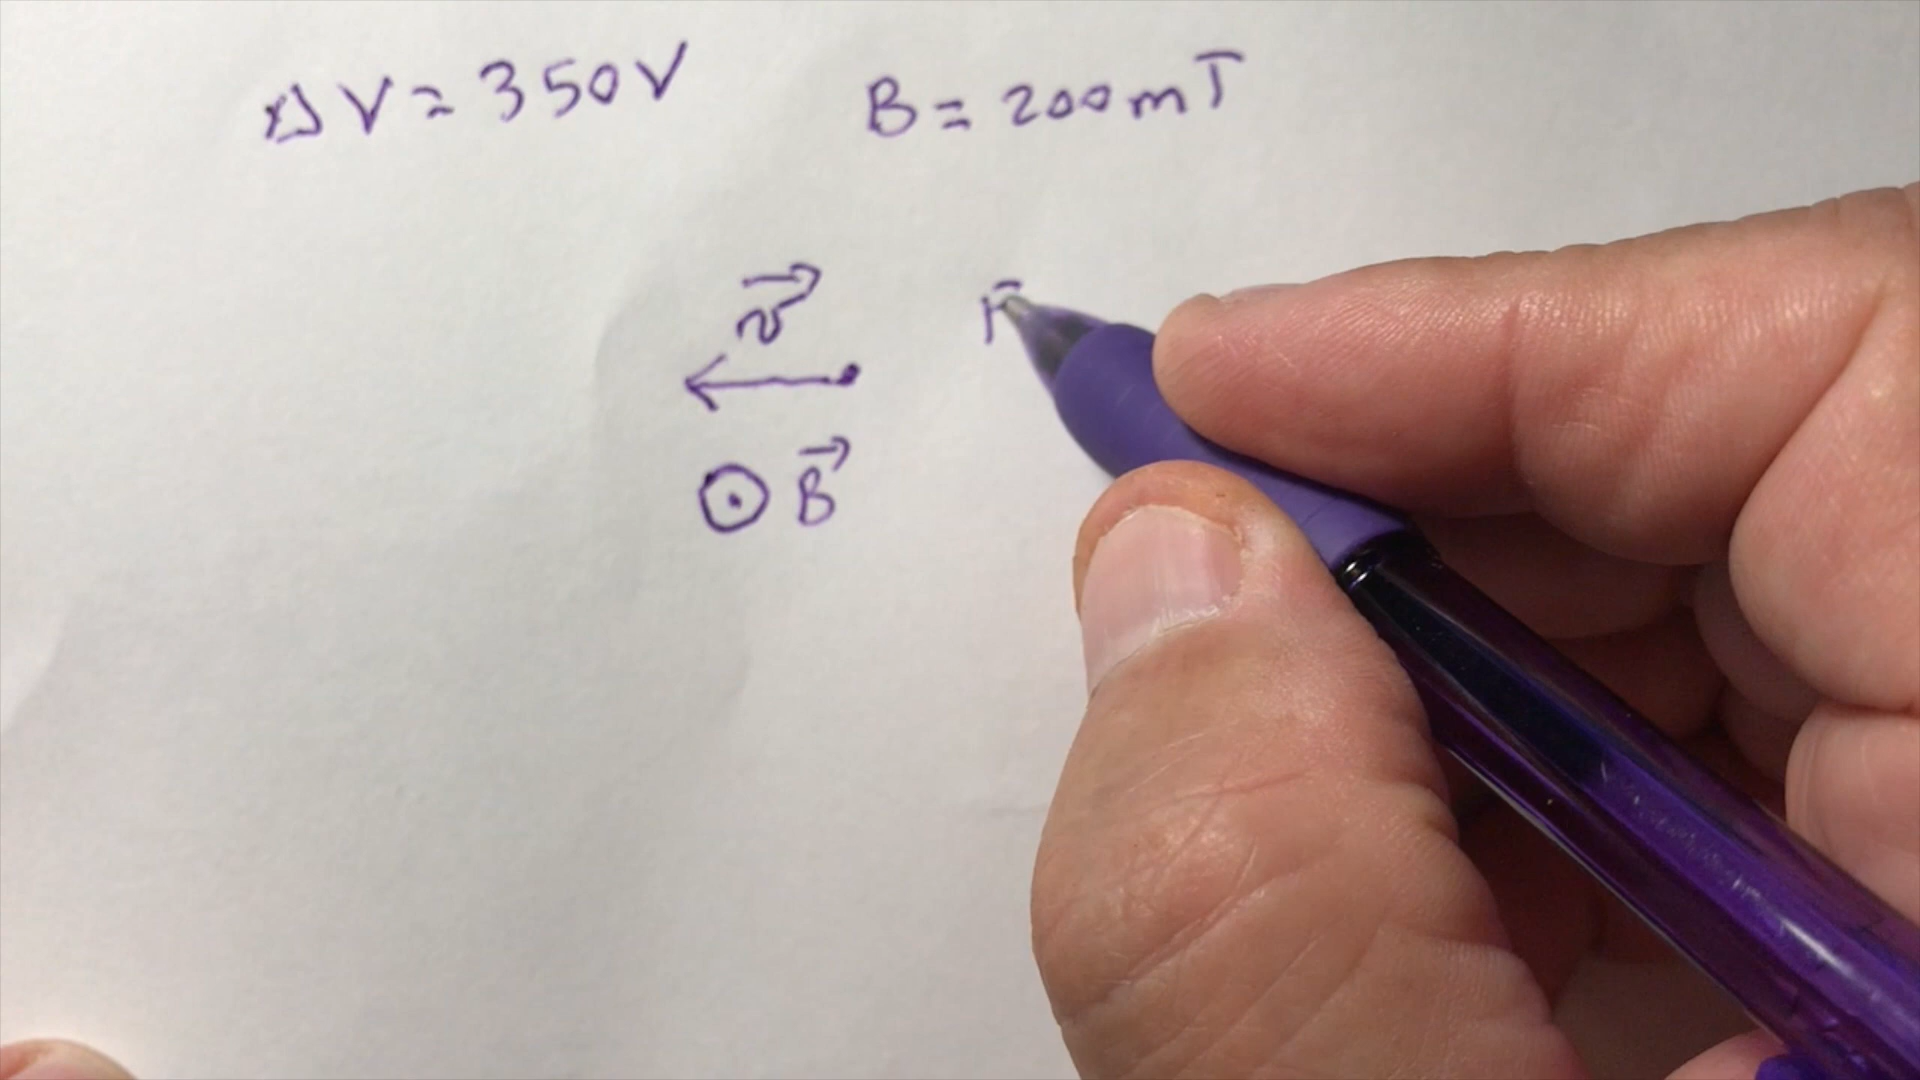 ΔV = 350V B = 200mT
v⃗ F
⊙ B⃗